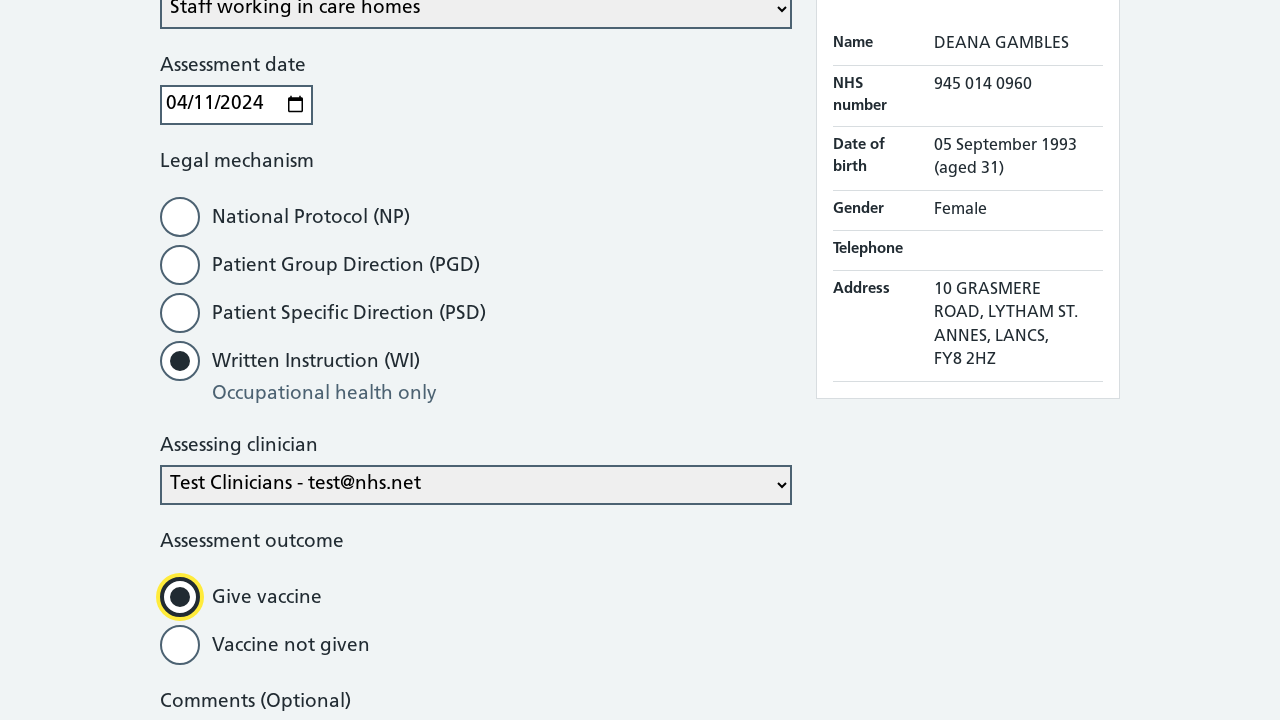 Staff working in care homes
Assessment date
04/11/2024
Legal mechanism
National Protocol (NP)
Patient Group Direction (PGD)
Patient Specific Direction (PSD)
Written Instruction (WI)
Occupational health only
Assessing clinician
Test Clinicians - test@nhs.net
Assessment outcome
Give vaccine
Vaccine not given
Comments (Optional)
Name DEANA GAMBLES
NHS number 945 014 0960
Date of birth 05 September 1993
(aged 31)
Gender Female
Telephone
Address 10 GRASMERE
ROAD, LYTHAM ST.
ANNES, LANCS,
FY8 2HZ